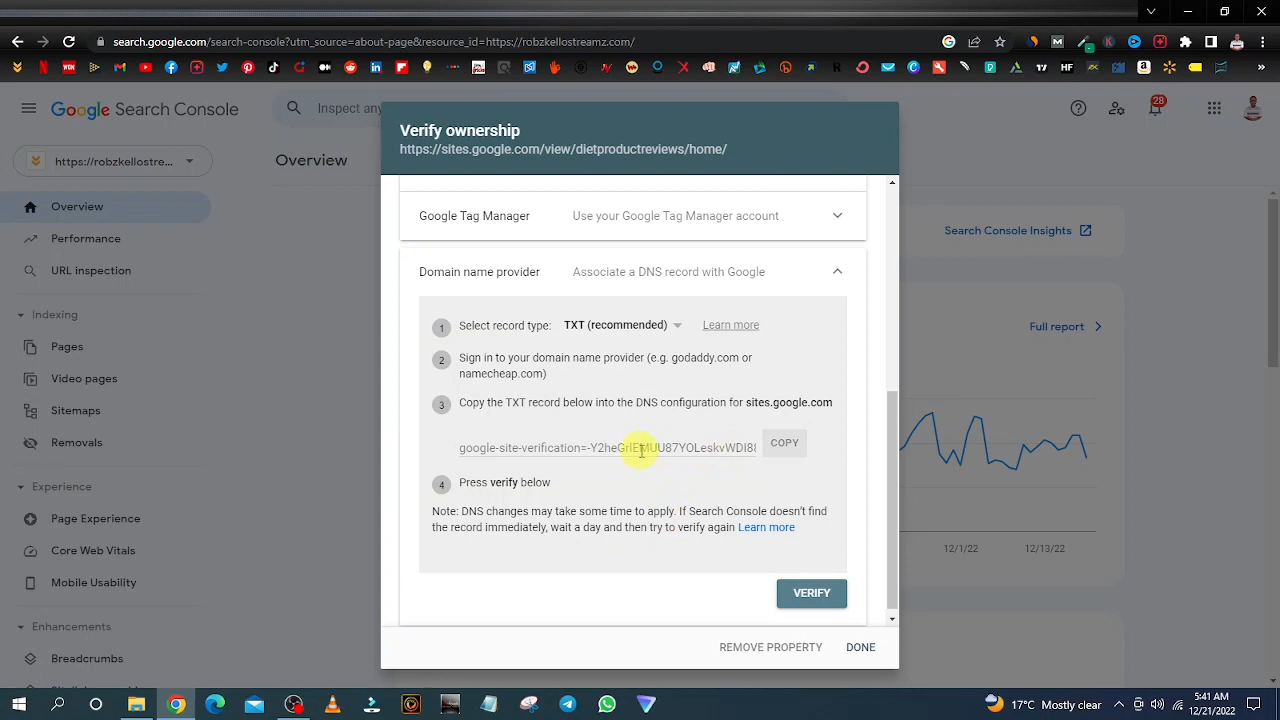 search.google.com/search-console?utm_source=about-page&resource_id=https://robzkellostreamz.com/
Google Search Console
Inspect any
28
https://robzkellostre...
Overview
Overview
Performance
URL inspection
Indexing
Pages
Video pages
Sitemaps
Removals
Experience
Page Experience
Core Web Vitals
Mobile Usability
Enhancements
Breadcrumbs
Search Console Insights
Full report
12/1/22
12/13/22
Verify ownership
https://sites.google.com/view/dietproductreviews/home/
Google Tag Manager
Use your Google Tag Manager account
Domain name provider
Associate a DNS record with Google
1
Select record type:
TXT (recommended)
Learn more
2
Sign in to your domain name provider (e.g. godaddy.com or
namecheap.com)
3
Copy the TXT record below into the DNS configuration for sites.google.com
google-site-verification=-Y2heGrIEMUU87YOLeskvWDI88
COPY
4
Press verify below
Note: DNS changes may take some time to apply. If Search Console doesn't find
the record immediately, wait a day and then try to verify again Learn more
VERIFY
REMOVE PROPERTY
DONE
17°C Mostly clear
5:41 AM
12/21/2022